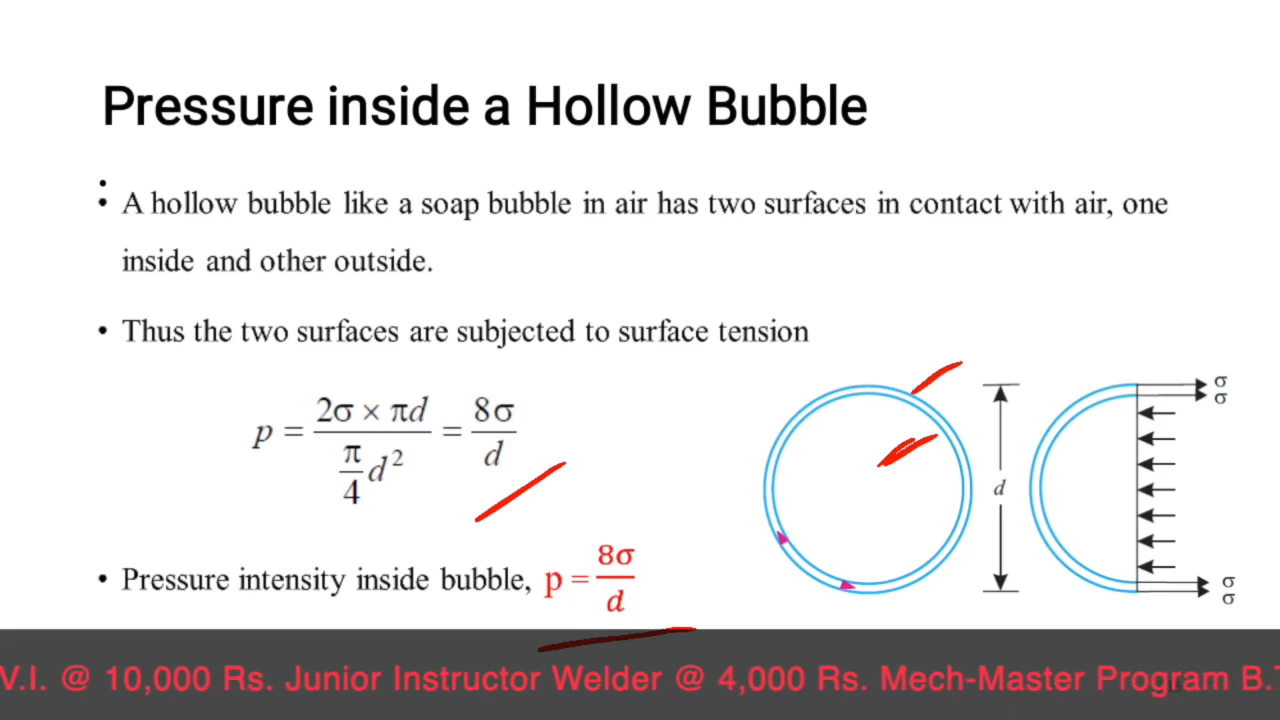 Pressure inside a Hollow Bubble
• A hollow bubble like a soap bubble in air has two surfaces in contact with air, one
inside and other outside.
• Thus the two surfaces are subjected to surface tension
p = (2σ × πd) / (π/4 d²) = 8σ/d
• Pressure intensity inside bubble, p = 8σ/d
σ
σ
d
σ
σ
V.I. @ 10,000 Rs. Junior Instructor Welder @ 4,000 Rs. Mech-Master Program B.